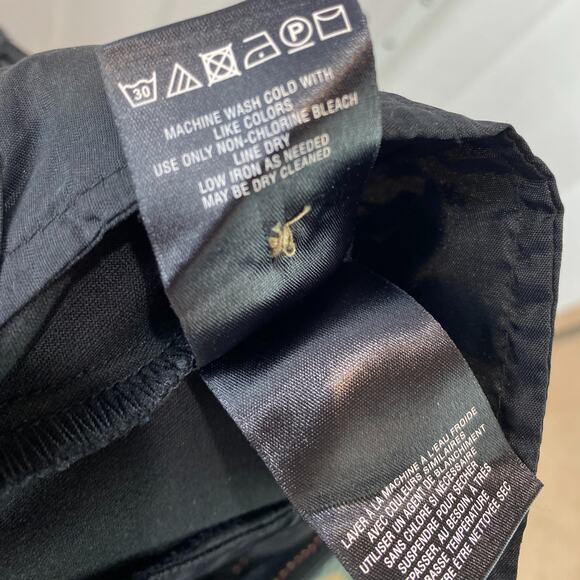 30
P
MACHINE WASH COLD WITH
LIKE COLORS
USE ONLY NON-CHLORINE BLEACH
LINE DRY
LOW IRON AS NEEDED
MAY BE DRY CLEANED
LAVER À LA MACHINE À L'EAU FROIDE
AVEC COULEURS SIMILAIRES
UTILISER UN AGENT DE BLANCHIMENT
SANS CHLORE SI NÉCESSAIRE
SUSPENDRE POUR SÉCHER
REPASSER AU BESOIN À TRÈS
BASSE TEMPÉRATURE
ÊTRE NETTOYÉE SEC